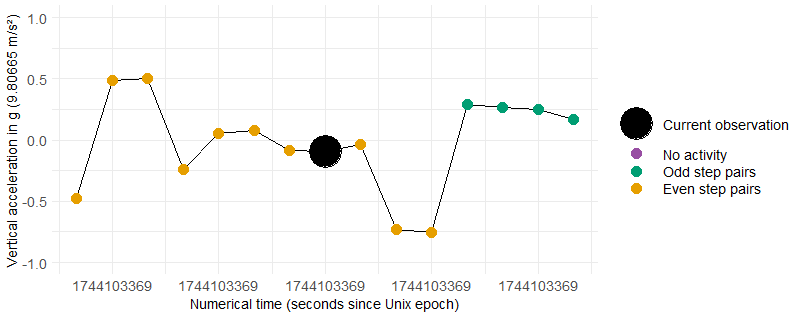 Vertical acceleration in g (9.80665 m/s²)
1.0
0.5
0.0
-0.5
-1.0
1744103369 1744103369 1744103369 1744103369 1744103369
Numerical time (seconds since Unix epoch)
Current observation
No activity
Odd step pairs
Even step pairs